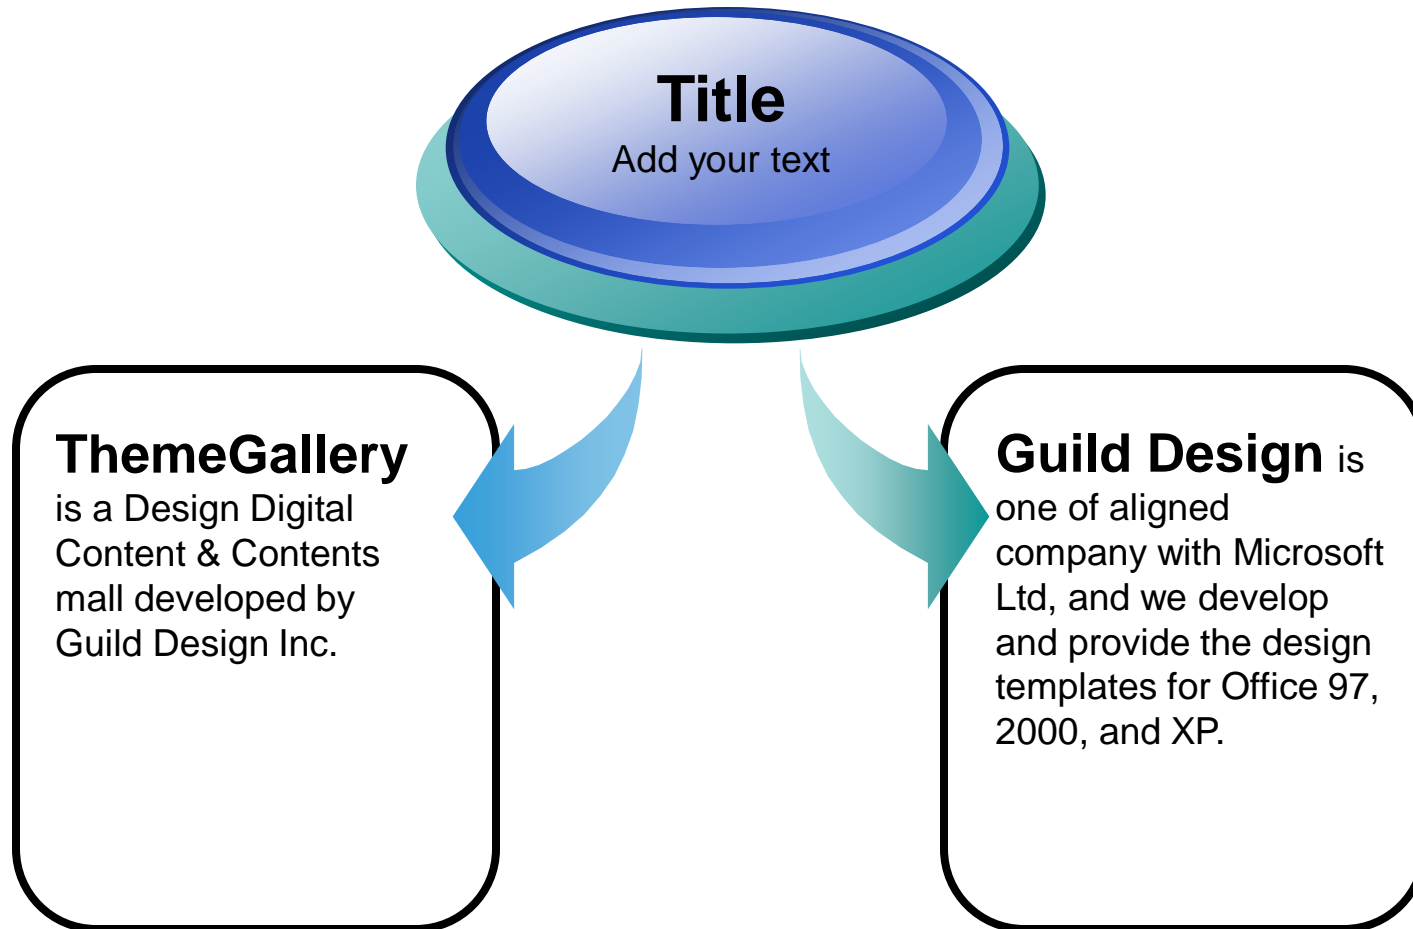 Title
Add your text
ThemeGallery
is a Design Digital
Content & Contents
mall developed by
Guild Design Inc.
Guild Design is
one of aligned
company with Microsoft
Ltd, and we develop
and provide the design
templates for Office 97,
2000, and XP.